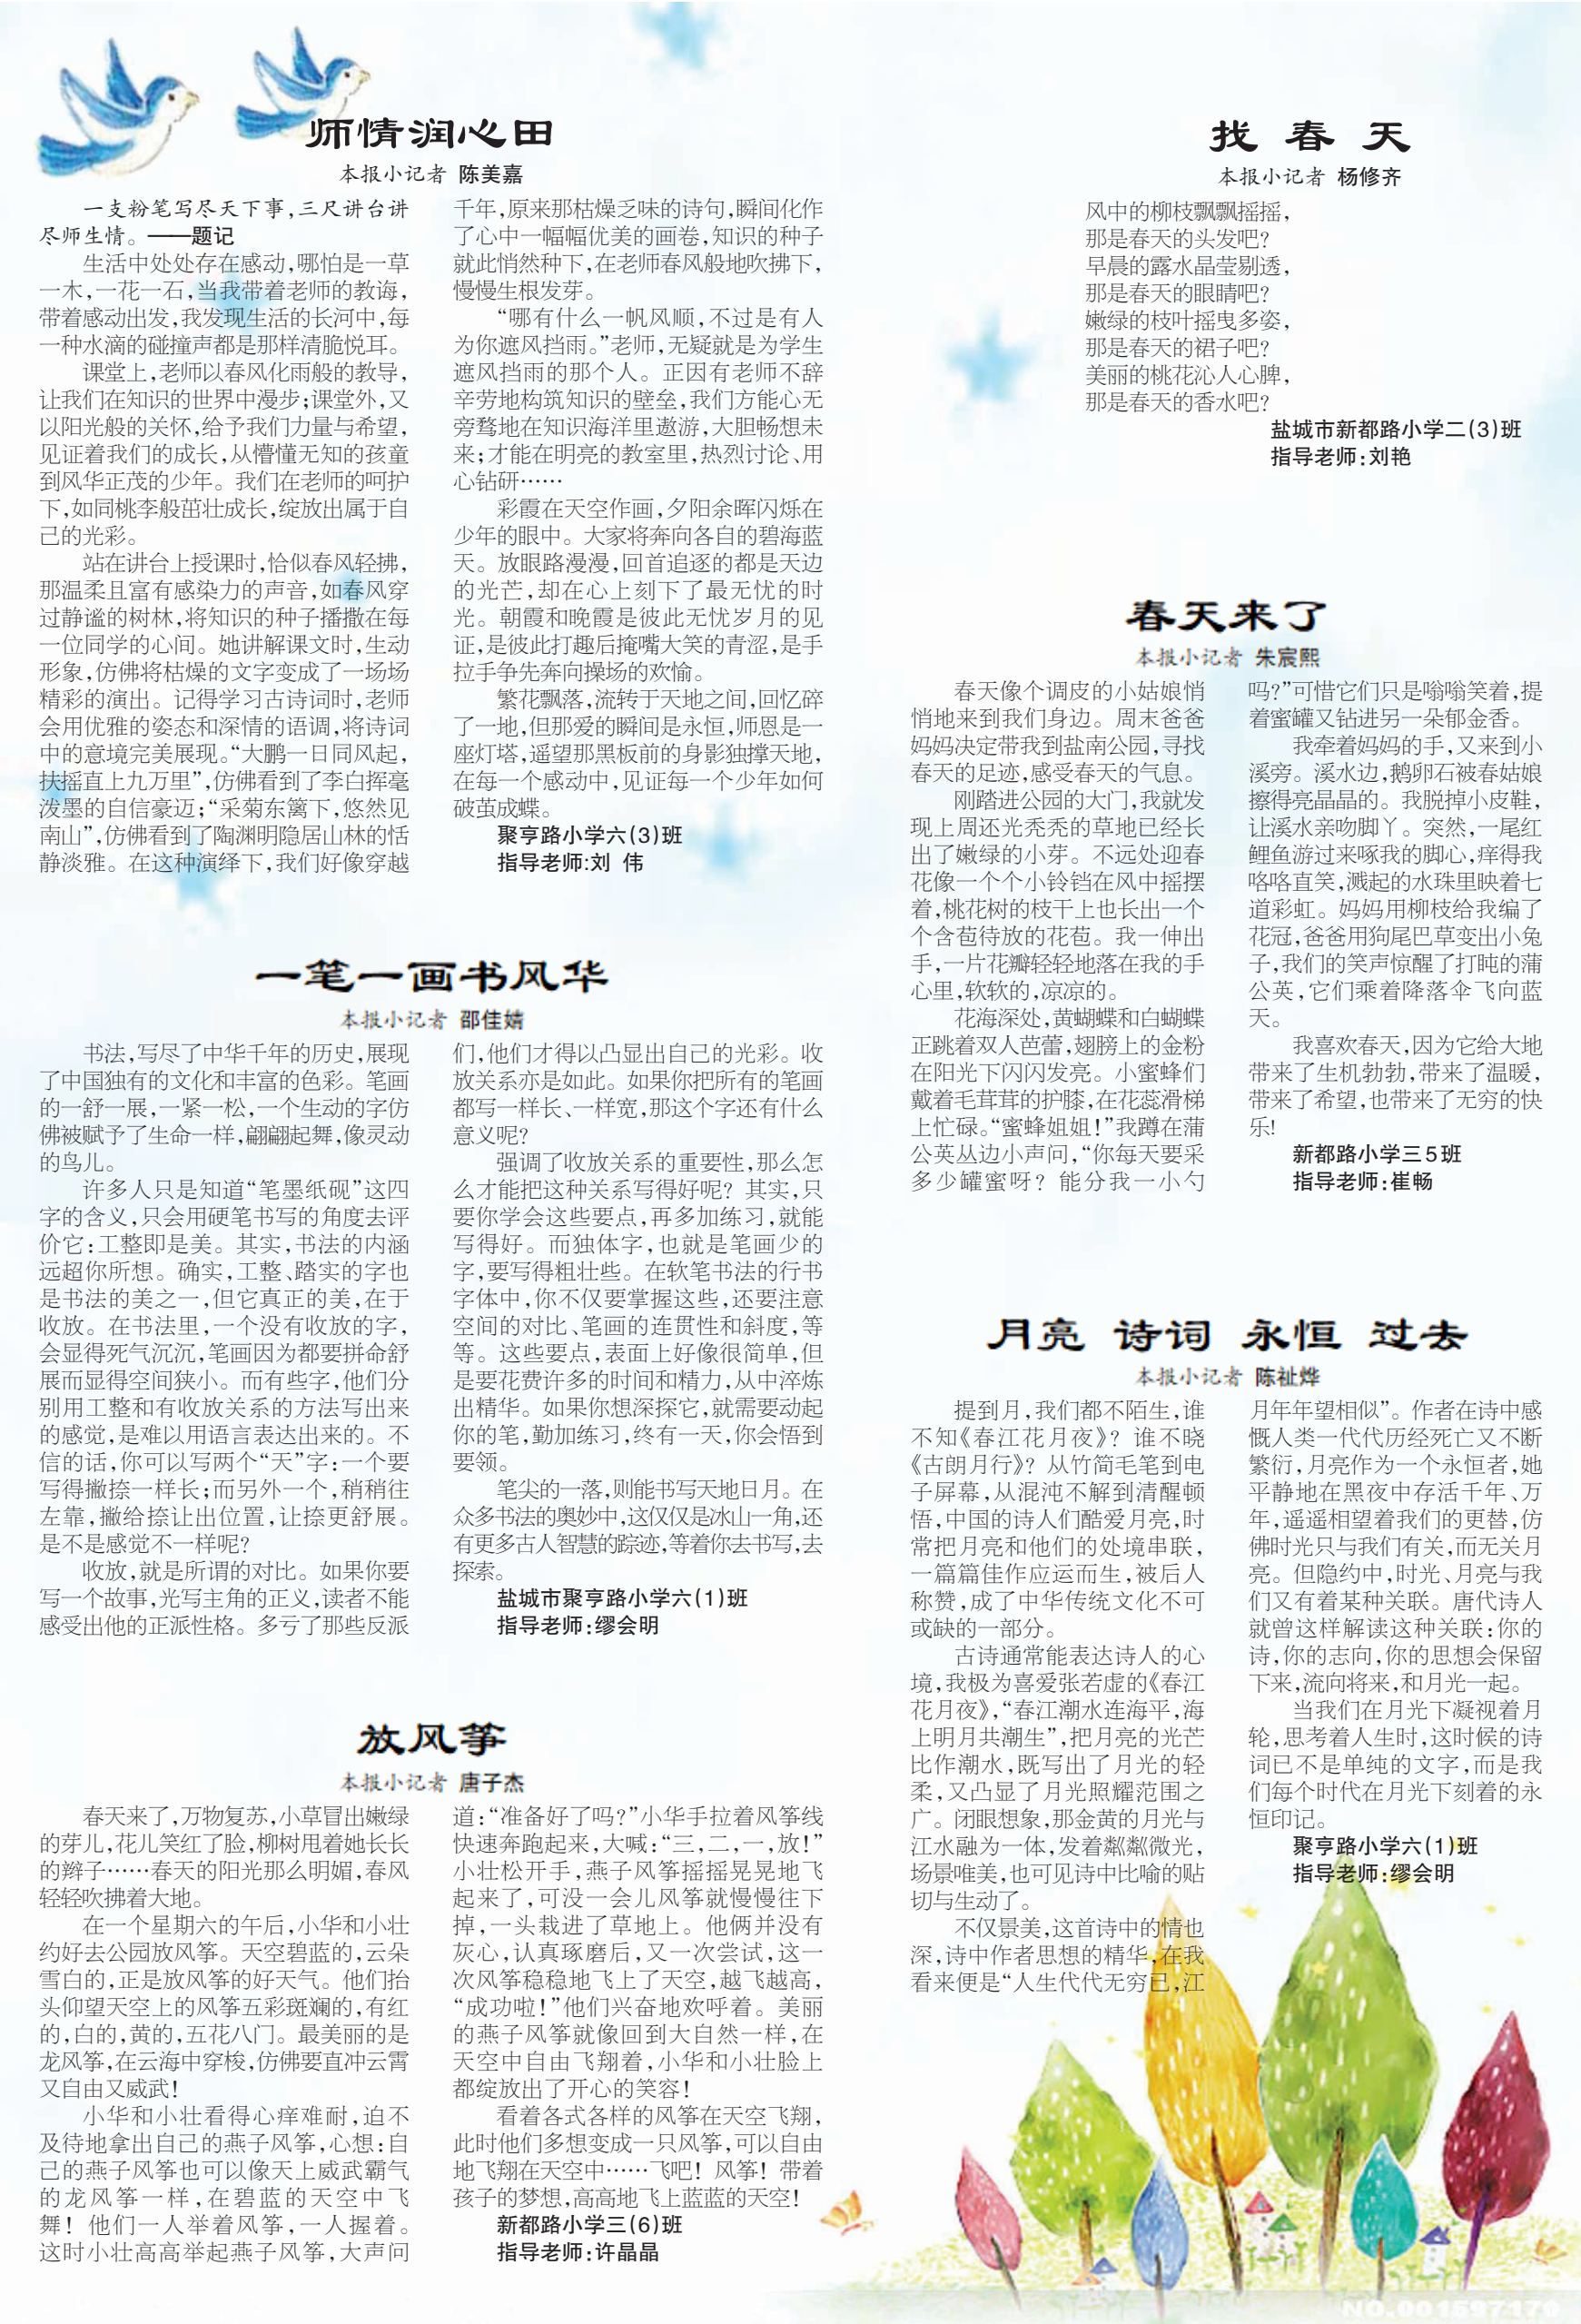 师情润心田
本报小记者 陈美嘉
一支粉笔写尽天下事，三尺讲台讲
尽师生情。——题记
生活中处处存在感动，哪怕是一草
一木，一花一石，当我带着老师的教诲，
带着感动出发，我发现生活的长河中，每
一种水滴的碰撞声都是那样清脆悦耳。
课堂上，老师以春风化雨般的教导，
让我们在知识的世界中漫步；课堂外，又
以阳光般的关怀，给予我们力量与希望，
见证着我们的成长，从懵懂无知的孩童
到风华正茂的少年。我们在老师的呵护
下，如同桃李般茁壮成长，绽放出属于自
己的光彩。
站在讲台上授课时，恰似春风轻拂，
那温柔且富有感染力的声音，如春风穿
过静谧的树林，将知识的种子播撒在每
一位同学的心间。她讲解课文时，生动
形象，仿佛将枯燥的文字变成了一场场
精彩的演出。记得学习古诗词时，老师
会用优雅的姿态和深情的语调，将诗词
中的意境完美展现。“大鹏一日同风起，
扶摇直上九万里”，仿佛看到了李白挥毫
泼墨的自信豪迈；“采菊东篱下，悠然见
南山”，仿佛看到了陶渊明隐居山林的恬
静淡雅。在这种演绎下，我们好像穿越
千年，原来那枯燥乏味的诗句，瞬间化作
了心中一幅幅优美的画卷，知识的种子
就此悄然种下，在老师春风般地吹拂下，
慢慢生根发芽。
“哪有什么一帆风顺，不过是有人
为你遮风挡雨。”老师，无疑就是为学生
遮风挡雨的那个人。正因有老师不辞
辛劳地构筑知识的壁垒，我们方能心无
旁骛地在知识海洋里遨游，大胆畅想未
来；才能在明亮的教室里，热烈讨论、用
心钻研……
彩霞在天空作画，夕阳余晖闪烁在
少年的眼中。大家将奔向各自的碧海蓝
天。放眼路漫漫，回首追逐的都是天边
的光芒，却在心上刻下了最无忧的时
光。朝霞和晚霞是彼此无忧岁月的见
证，是彼此打趣后掩嘴大笑的青涩，是手
拉手争先奔向操场的欢愉。
繁花飘落，流转于天地之间，回忆碎
了一地，但那爱的瞬间是永恒，师恩是一
座灯塔，遥望那黑板前的身影独撑天地，
在每一个感动中，见证每一个少年如何
破茧成蝶。
聚亨路小学六（3）班
指导老师：刘 伟
一笔一画书风华
本报小记者 邵佳婻
书法，写尽了中华千年的历史，展现
了中国独有的文化和丰富的色彩。笔画
的一舒一展，一紧一松，一个生动的字仿
佛被赋予了生命一样，翩翩起舞，像灵动
的鸟儿。
许多人只是知道“笔墨纸砚”这四
字的含义，只会用硬笔书写的角度去评
价它：工整即是美。其实，书法的内涵
远超你所想。确实，工整、踏实的字也
是书法的美之一，但它真正的美，在于
收放。在书法里，一个没有收放的字，
会显得死气沉沉，笔画因为都要拼命舒
展而显得空间狭小。而有些字，他们分
别用工整和有收放关系的方法写出来
的感觉，是难以用语言表达出来的。不
信的话，你可以写两个“天”字：一个要
写得撇捺一样长；而另外一个，稍稍往
左靠，撇给捺让出位置，让捺更舒展。
是不是感觉不一样呢？
收放，就是所谓的对比。如果你要
写一个故事，光写主角的正义，读者不能
感受出他的正派性格。多亏了那些反派
们，他们才得以凸显出自己的光彩。收
放关系亦是如此。如果你把所有的笔画
都写一样长、一样宽，那这个字还有什么
意义呢？
强调了收放关系的重要性，那么怎
么才能把这种关系写得好呢？其实，只
要你学会这些要点，再多加练习，就能
写得好。而独体字，也就是笔画少的
字，要写得粗壮些。在软笔书法的行书
字体中，你不仅要掌握这些，还要注意
空间的对比、笔画的连贯性和斜度，等
等。这些要点，表面上好像很简单，但
是要花费许多的时间和精力，从中淬炼
出精华。如果你想深探它，就需要动起
你的笔，勤加练习，终有一天，你会悟到
要领。
笔尖的一落，则能书写天地日月。在
众多书法的奥妙中，这仅仅是冰山一角，还
有更多古人智慧的踪迹，等着你去书写，去
探索。
盐城市聚亨路小学六（1）班
指导老师：缪会明
放风筝
本报小记者 唐子杰
春天来了，万物复苏，小草冒出嫩绿
的芽儿，花儿笑红了脸，柳树甩着她长长
的辫子……春天的阳光那么明媚，春风
轻轻吹拂着大地。
在一个星期六的午后，小华和小壮
约好去公园放风筝。天空碧蓝的，云朵
雪白的，正是放风筝的好天气。他们抬
头仰望天空上的风筝五彩斑斓的，有红
的，白的，黄的，五花八门。最美丽的是
龙风筝，在云海中穿梭，仿佛要直冲云霄
又自由又威武！
小华和小壮看得心痒难耐，迫不
及待地拿出自己的燕子风筝，心想：自
己的燕子风筝也可以像天上威武霸气
的龙风筝一样，在碧蓝的天空中飞
舞！他们一人举着风筝，一人握着。
这时小壮高高举起燕子风筝，大声问
道：“准备好了吗？”小华手拉着风筝线
快速奔跑起来，大喊：“三，二，一，放！”
小壮松开手，燕子风筝摇摇晃晃地飞
起来了，可没一会儿风筝就慢慢往下
掉，一头栽进了草地上。他俩并没有
灰心，认真琢磨后，又一次尝试，这一
次风筝稳稳地飞上了天空，越飞越高，
“成功啦！”他们兴奋地欢呼着。美丽
的燕子风筝就像回到大自然一样，在
天空中自由飞翔着，小华和小壮脸上
都绽放出了开心的笑容！
看着各式各样的风筝在天空飞翔，
此时他们多想变成一只风筝，可以自由
地飞翔在天空中……飞吧！风筝！带着
孩子的梦想，高高地飞上蓝蓝的天空！
新都路小学三（6）班
指导老师：许晶晶
找春天
本报小记者 杨修齐
风中的柳枝飘飘摇摇，
那是春天的头发吧？
早晨的露水晶莹剔透，
那是春天的眼睛吧？
嫩绿的枝叶摇曳多姿，
那是春天的裙子吧？
美丽的桃花沁人心脾，
那是春天的香水吧？
盐城市新都路小学二（3）班
指导老师：刘艳
春天来了
本报小记者 朱宸熙
春天像个调皮的小姑娘悄
悄地来到我们身边。周末爸爸
妈妈决定带我到盐南公园，寻找
春天的足迹，感受春天的气息。
刚踏进公园的大门，我就发
现上周还光秃秃的草地已经长
出了嫩绿的小芽。不远处迎春
花像一个个小铃铛在风中摇摆
着，桃花树的枝干上也长出一个
个含苞待放的花苞。我一伸出
手，一片花瓣轻轻地落在我的手
心里，软软的，凉凉的。
花海深处，黄蝴蝶和白蝴蝶
正跳着双人芭蕾，翅膀上的金粉
在阳光下闪闪发亮。小蜜蜂们
戴着毛茸茸的护膝，在花蕊滑梯
上忙碌。“蜜蜂姐姐！”我蹲在蒲
公英丛边小声问，“你每天要采
多少罐蜜呀？能分我一小勺
吗？”可惜它们只是嗡嗡笑着，提
着蜜罐又钻进另一朵郁金香。
我牵着妈妈的手，又来到小
溪旁。溪水边，鹅卵石被春姑娘
擦得亮晶晶的。我脱掉小皮鞋，
让溪水亲吻脚丫。突然，一尾红
鲤鱼游过来啄我的脚心，痒得我
咯咯直笑，溅起的水珠里映着七
道彩虹。妈妈用柳枝给我编了
花冠，爸爸用狗尾巴草变出小兔
子，我们的笑声惊醒了打盹的蒲
公英，它们乘着降落伞飞向蓝
天。
我喜欢春天，因为它给大地
带来了生机勃勃，带来了温暖，
带来了希望，也带来了无穷的快
乐！
新都路小学三5班
指导老师：崔畅
月亮 诗词 永恒 过去
本报小记者 陈祉烨
提到月，我们都不陌生，谁
不知《春江花月夜》？谁不晓
《古朗月行》？从竹简毛笔到电
子屏幕，从混沌不解到清醒顿
悟，中国的诗人们酷爱月亮，时
常把月亮和他们的处境串联，
一篇篇佳作应运而生，被后人
称赞，成了中华传统文化不可
或缺的一部分。
古诗通常能表达诗人的心
境，我极为喜爱张若虚的《春江
花月夜》，“春江潮水连海平，海
上明月共潮生”，把月亮的光芒
比作潮水，既写出了月光的轻
柔，又凸显了月光照耀范围之
广。闭眼想象，那金黄的月光与
江水融为一体，发着粼粼微光，
场景唯美，也可见诗中比喻的贴
切与生动了。
不仅景美，这首诗中的情也
深，诗中作者思想的精华，在我
看来便是“人生代代无穷已，江
月年年望相似”。作者在诗中感
慨人类一代代历经死亡又不断
繁衍，月亮作为一个永恒者，她
平静地在黑夜中存活千年、万
年，遥遥相望着我们的更替，仿
佛时光只与我们有关，而无关月
亮。但隐约中，时光、月亮与我
们又有着某种关联。唐代诗人
就曾这样解读这种关联：你的
诗，你的志向，你的思想会保留
下来，流向将来，和月光一起。
当我们在月光下凝视着月
轮，思考着人生时，这时候的诗
词已不是单纯的文字，而是我
们每个时代在月光下刻着的永
恒印记。
聚亨路小学六（1）班
指导老师：缪会明
NO.001597170